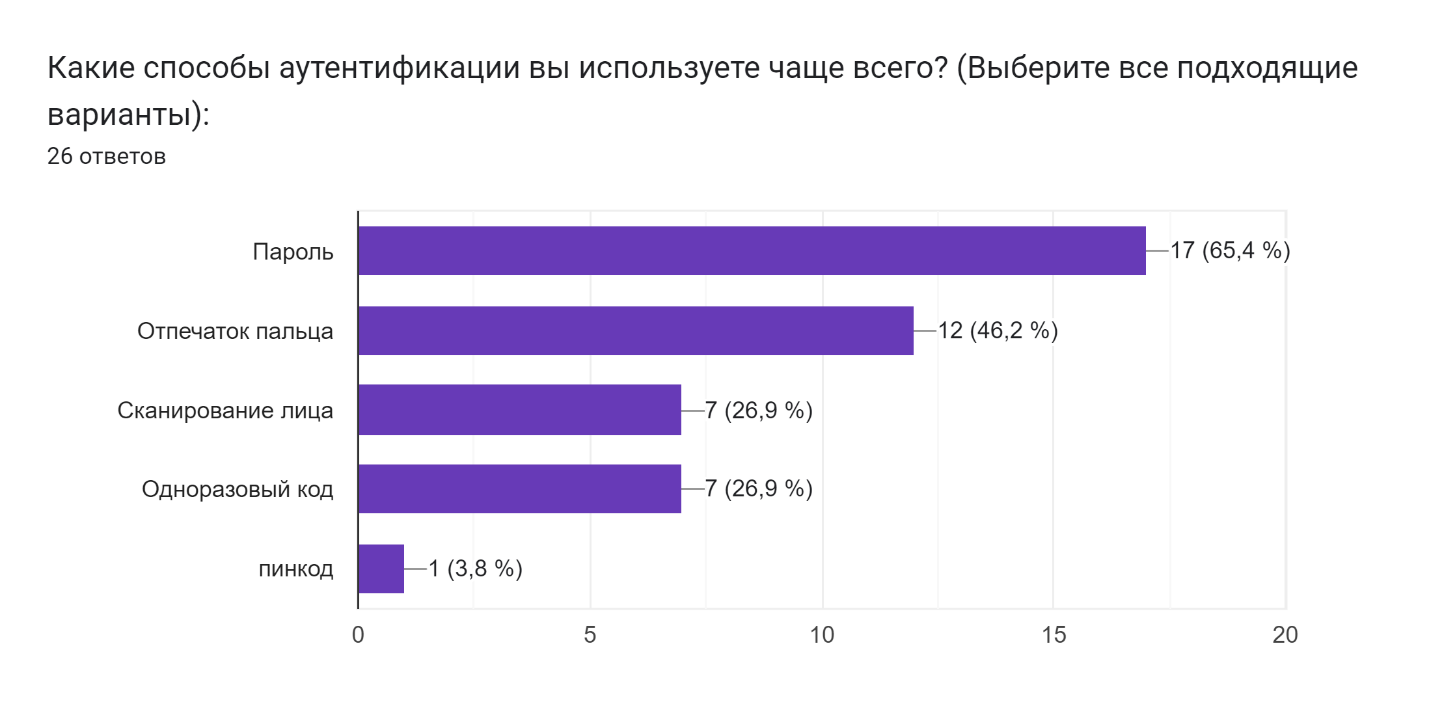 Какие способы аутентификации вы используете чаще всего? (Выберите все подходящие
варианты):
26 ответов
Пароль 17 (65,4 %)
Отпечаток пальца 12 (46,2 %)
Сканирование лица 7 (26,9 %)
Одноразовый код 7 (26,9 %)
пинкод 1 (3,8 %)
0 5 10 15 20